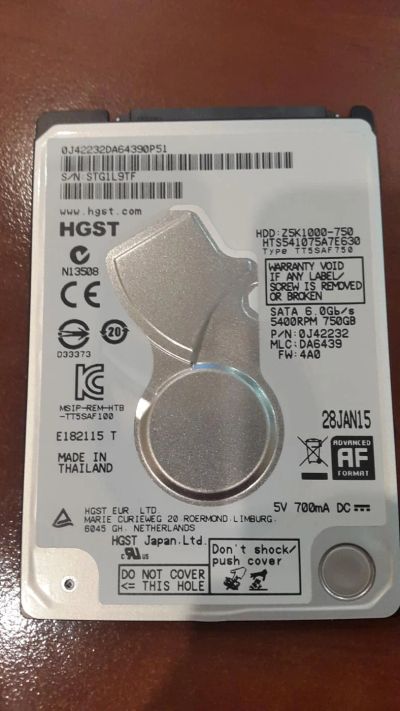 0J42232DA64390P51
S/N:STG1L9TF
www.hgst.com
HGST
N13508
CE
20
D33373
MSIP-REM-HTB
-TT5SAF100
E182115 T
MADE IN
THAILAND
HDD: Z5K1000-750
HTS541075A7E630
Type TT5SAF750
WARRANTY VOID
IF ANY LABEL/
SCREW IS REMOVED
OR BROKEN
SATA 6.0Gb/s
5400RPM 750GB
P/N: 0J42232
MLC: DA6439
FW: 4A0
28JAN15
ADVANCED
AF
FORMAT
5V 700mA DC
HGST EUR LTD.
MARIE CURIEWEG 20 ROERMOND, LIMBURG,
6045 GH NETHERLANDS
HGST Japan,Ltd.
c RU us
DO NOT COVER
<= THIS HOLE
Don't shock/
push cover